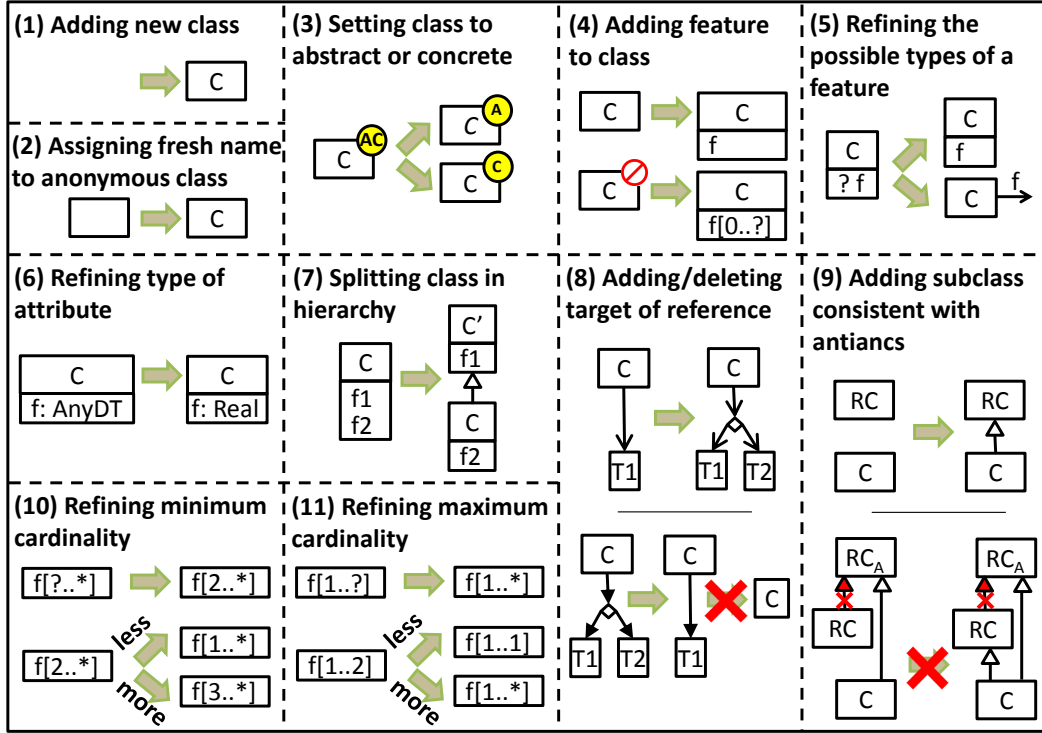 (1) Adding new class
C
(2) Assigning fresh name
to anonymous class
C
(3) Setting class to
abstract or concrete
C
AC
C
A
C
C
(4) Adding feature
to class
C
C
f
C
C
f[0..?]
(5) Refining the
possible types of a
feature
C
? f
C
f
C
f
(6) Refining type of
attribute
C
f: AnyDT
C
f: Real
(7) Splitting class in
hierarchy
C
f1
f2
C’
f1
C
f2
(8) Adding/deleting
target of reference
C
T1
C
T1
T2
C
T1
T2
C
T1
C
(9) Adding subclass
consistent with
antiancs
RC
C
RC
C
RCA
RC
C
RCA
RC
C
(10) Refining minimum
cardinality
f[?..*]
f[2..*]
f[2..*]
less
more
f[1..*]
f[3..*]
(11) Refining maximum
cardinality
f[1..?]
f[1..*]
f[1..2]
less
more
f[1..1]
f[1..*]